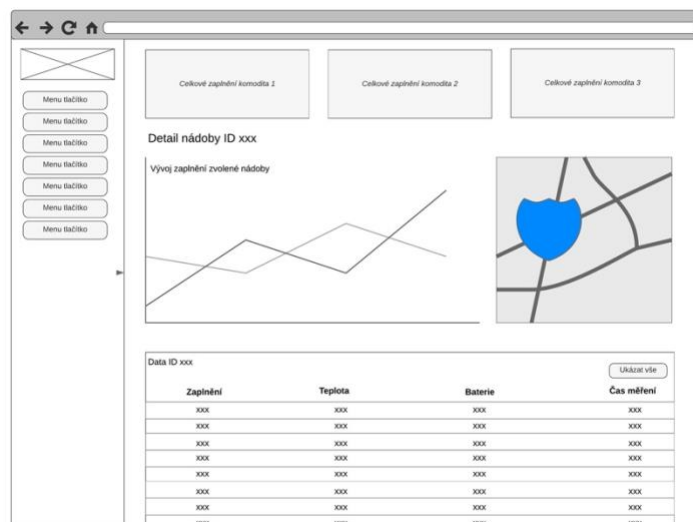 Menu tlačítko
Menu tlačítko
Menu tlačítko
Menu tlačítko
Menu tlačítko
Menu tlačítko
Menu tlačítko
Celkové zaplnění komodita 1
Celkové zaplnění komodita 2
Celkové zaplnění komodita 3
Detail nádoby ID xxx
Vývoj zaplnění zvolené nádoby
Data ID xxx
Ukázat vše
Zaplnění Teplota Baterie Čas měření
xxx xxx xxx xxx
xxx xxx xxx xxx
xxx xxx xxx xxx
xxx xxx xxx xxx
xxx xxx xxx xxx
xxx xxx xxx xxx
xxx xxx xxx xxx
xxx xxx xxx xxx